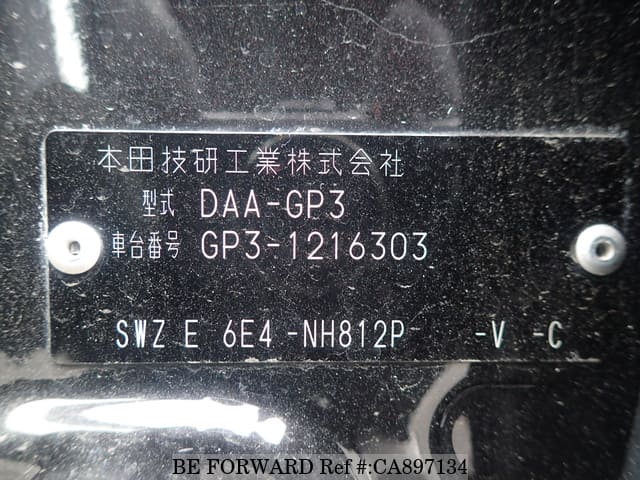 本田技研工業株式会社
型式 DAA-GP3
車台番号 GP3-1216303
SWZ E 6E4 -NH812P -V -C
BE FORWARD Ref #:CA897134